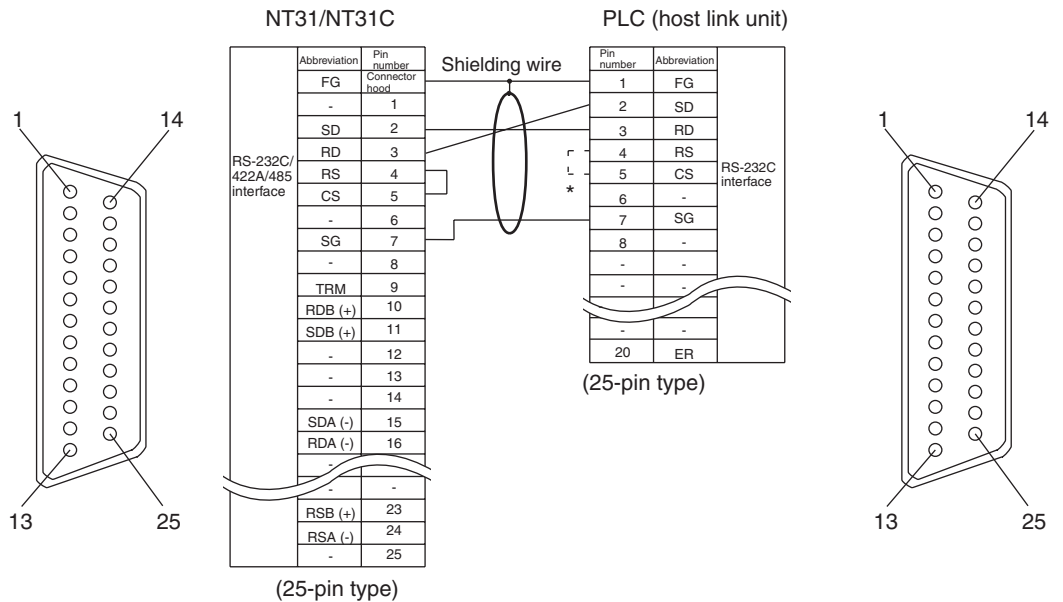 NT31/NT31C
PLC (host link unit)
1
14
13
25
RS-232C/
422A/485
interface
Abbreviation Pin number
FG Connector hood
- 1
SD 2
RD 3
RS 4
CS 5
- 6
SG 7
- 8
TRM 9
RDB (+) 10
SDB (+) 11
- 12
- 13
- 14
SDA (-) 15
RDA (-) 16
-
- -
RSB (+) 23
RSA (-) 24
- 25
(25-pin type)
Shielding wire
*
Pin number Abbreviation
1 FG
2 SD
3 RD
4 RS
5 CS
6 -
7 SG
8 -
- -
- -
- -
20 ER
RS-232C
interface
(25-pin type)
1
14
13
25